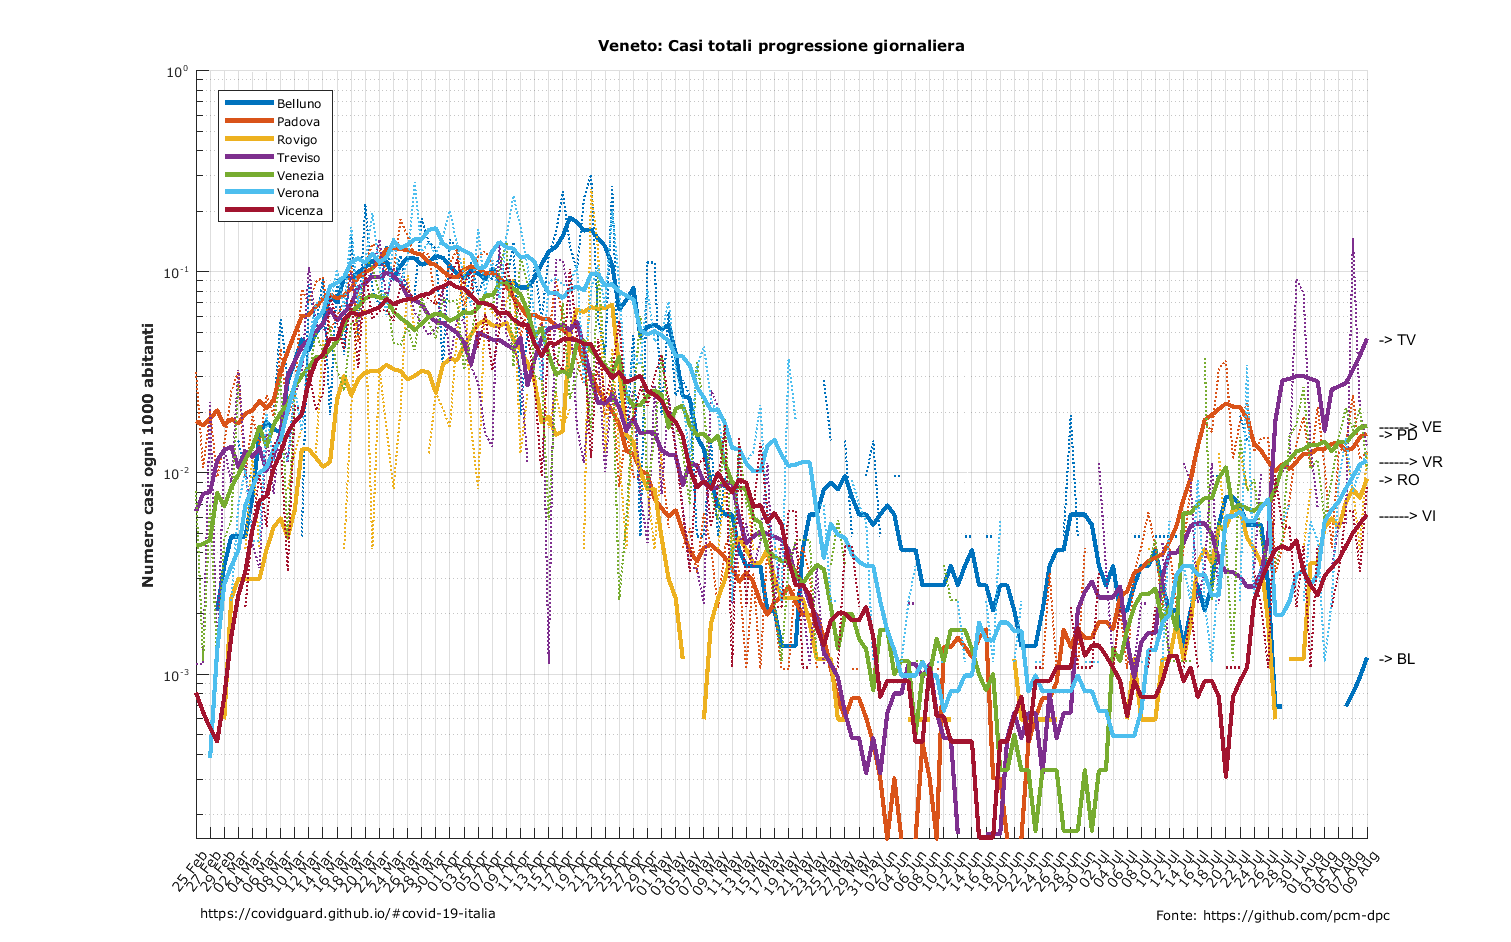 Veneto: Casi totali progressione giornaliera
10⁰
10⁻¹
10⁻²
10⁻³
Numero casi ogni 1000 abitanti
Belluno
Padova
Rovigo
Treviso
Venezia
Verona
Vicenza
-> TV
------> VE
-> PD
------> VR
-> RO
------> VI
-> BL
25 Feb
27 Feb
29 Feb
02 Mar
04 Mar
06 Mar
08 Mar
10 Mar
12 Mar
14 Mar
16 Mar
18 Mar
20 Mar
22 Mar
24 Mar
26 Mar
28 Mar
30 Mar
01 Apr
03 Apr
05 Apr
07 Apr
09 Apr
11 Apr
13 Apr
15 Apr
17 Apr
19 Apr
21 Apr
23 Apr
25 Apr
27 Apr
29 Apr
01 May
03 May
05 May
07 May
09 May
11 May
13 May
15 May
17 May
19 May
21 May
23 May
25 May
27 May
29 May
31 May
02 Jun
04 Jun
06 Jun
08 Jun
10 Jun
12 Jun
14 Jun
16 Jun
18 Jun
20 Jun
22 Jun
24 Jun
26 Jun
28 Jun
30 Jun
02 Jul
04 Jul
06 Jul
08 Jul
10 Jul
12 Jul
14 Jul
16 Jul
18 Jul
20 Jul
22 Jul
24 Jul
26 Jul
28 Jul
30 Jul
01 Aug
03 Aug
05 Aug
07 Aug
09 Aug
https://covidguard.github.io/#covid-19-italia
Fonte: https://github.com/pcm-dpc